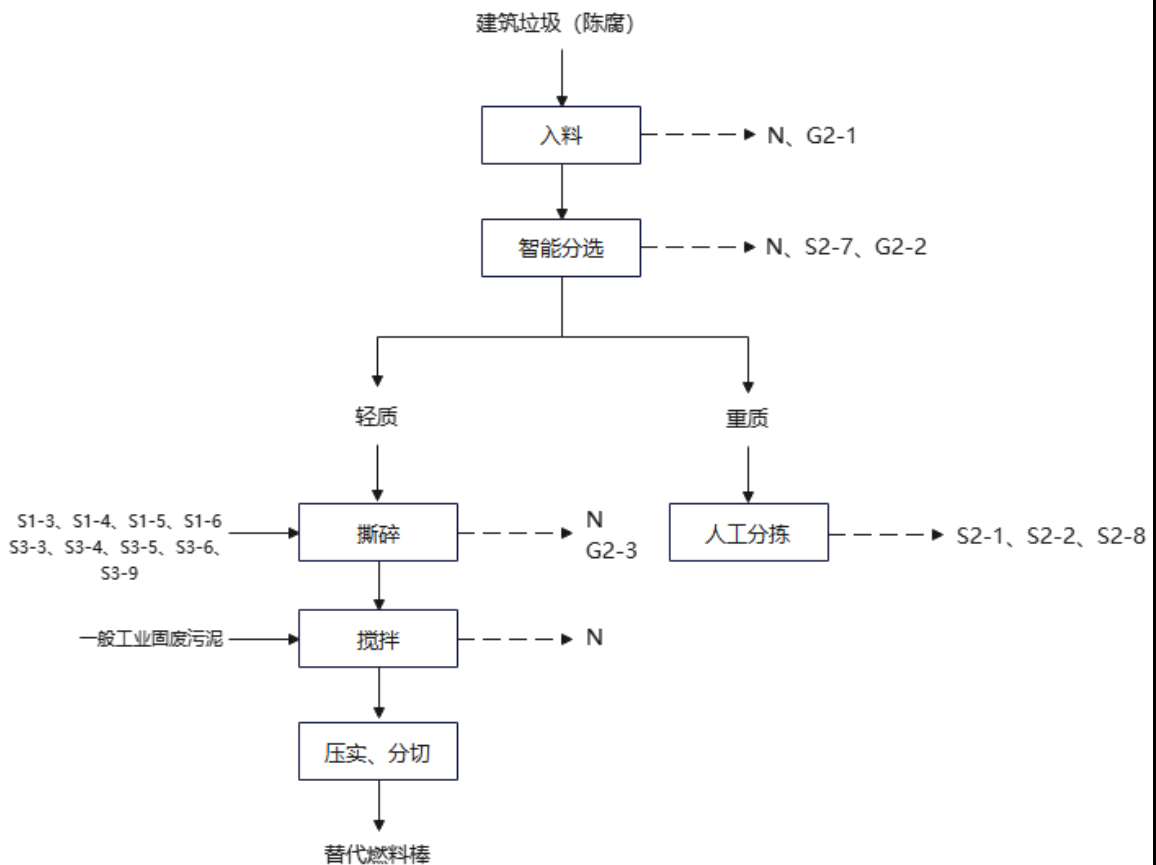 建筑垃圾（陈腐）
入料
N、G2-1
智能分选
N、S2-7、G2-2
轻质
重质
S1-3、S1-4、S1-5、S1-6
S3-3、S3-4、S3-5、S3-6、
S3-9
撕碎
N
G2-3
人工分拣
S2-1、S2-2、S2-8
一般工业固废污泥
搅拌
N
压实、分切
替代燃料棒